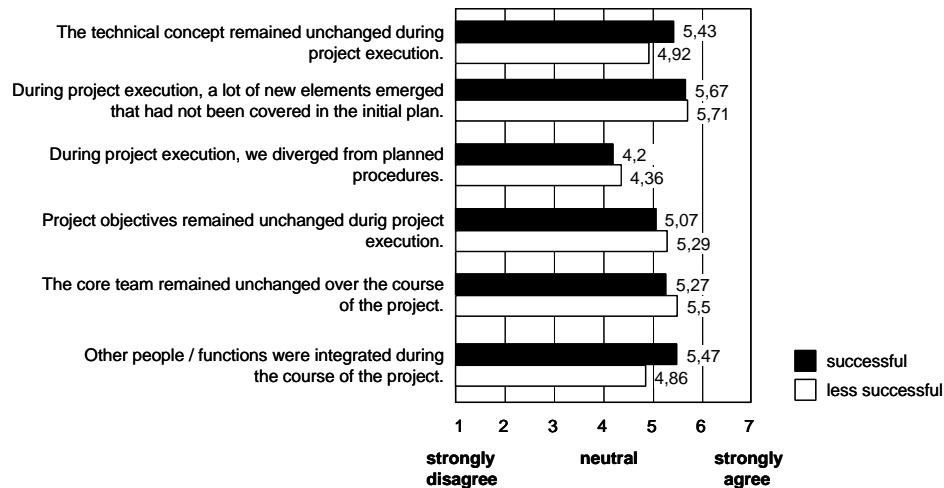 The technical concept remained unchanged during
project execution.
5,43
4,92
During project execution, a lot of new elements emerged
that had not been covered in the initial plan.
5,67
5,71
During project execution, we diverged from planned
procedures.
4,2
4,36
Project objectives remained unchanged durig project
execution.
5,07
5,29
The core team remained unchanged over the course
of the project.
5,27
5,5
Other people / functions were integrated during
the course of the project.
5,47
4,86
successful
less successful
1 2 3 4 5 6 7
strongly disagree
neutral
strongly agree